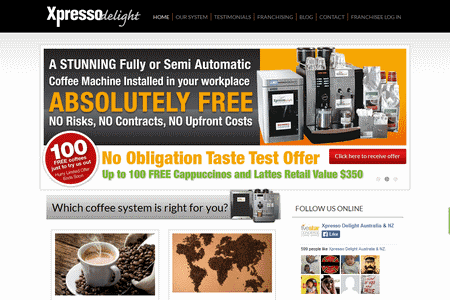 Xpresso delight
HOME | OUR SYSTEM | TESTIMONIALS | FRANCHISING | BLOG | CONTACT | FRANCHISEE LOG IN
A STUNNING Fully or Semi Automatic
Coffee Machine Installed in your workplace
ABSOLUTELY FREE
NO Risks, NO Contracts, NO Upfront Costs
100
FREE coffees
just to try us out
Hurry Limited Offer
Ends Soon!
No Obligation Taste Test Offer
Click here to receive offer
Up to 100 FREE Cappuccinos and Lattes Retail Value $350
Which coffee system is right for you?
FOLLOW US ONLINE
Xpresso Delight Australia & NZ
Like
599 people like Xpresso Delight Australia & NZ.